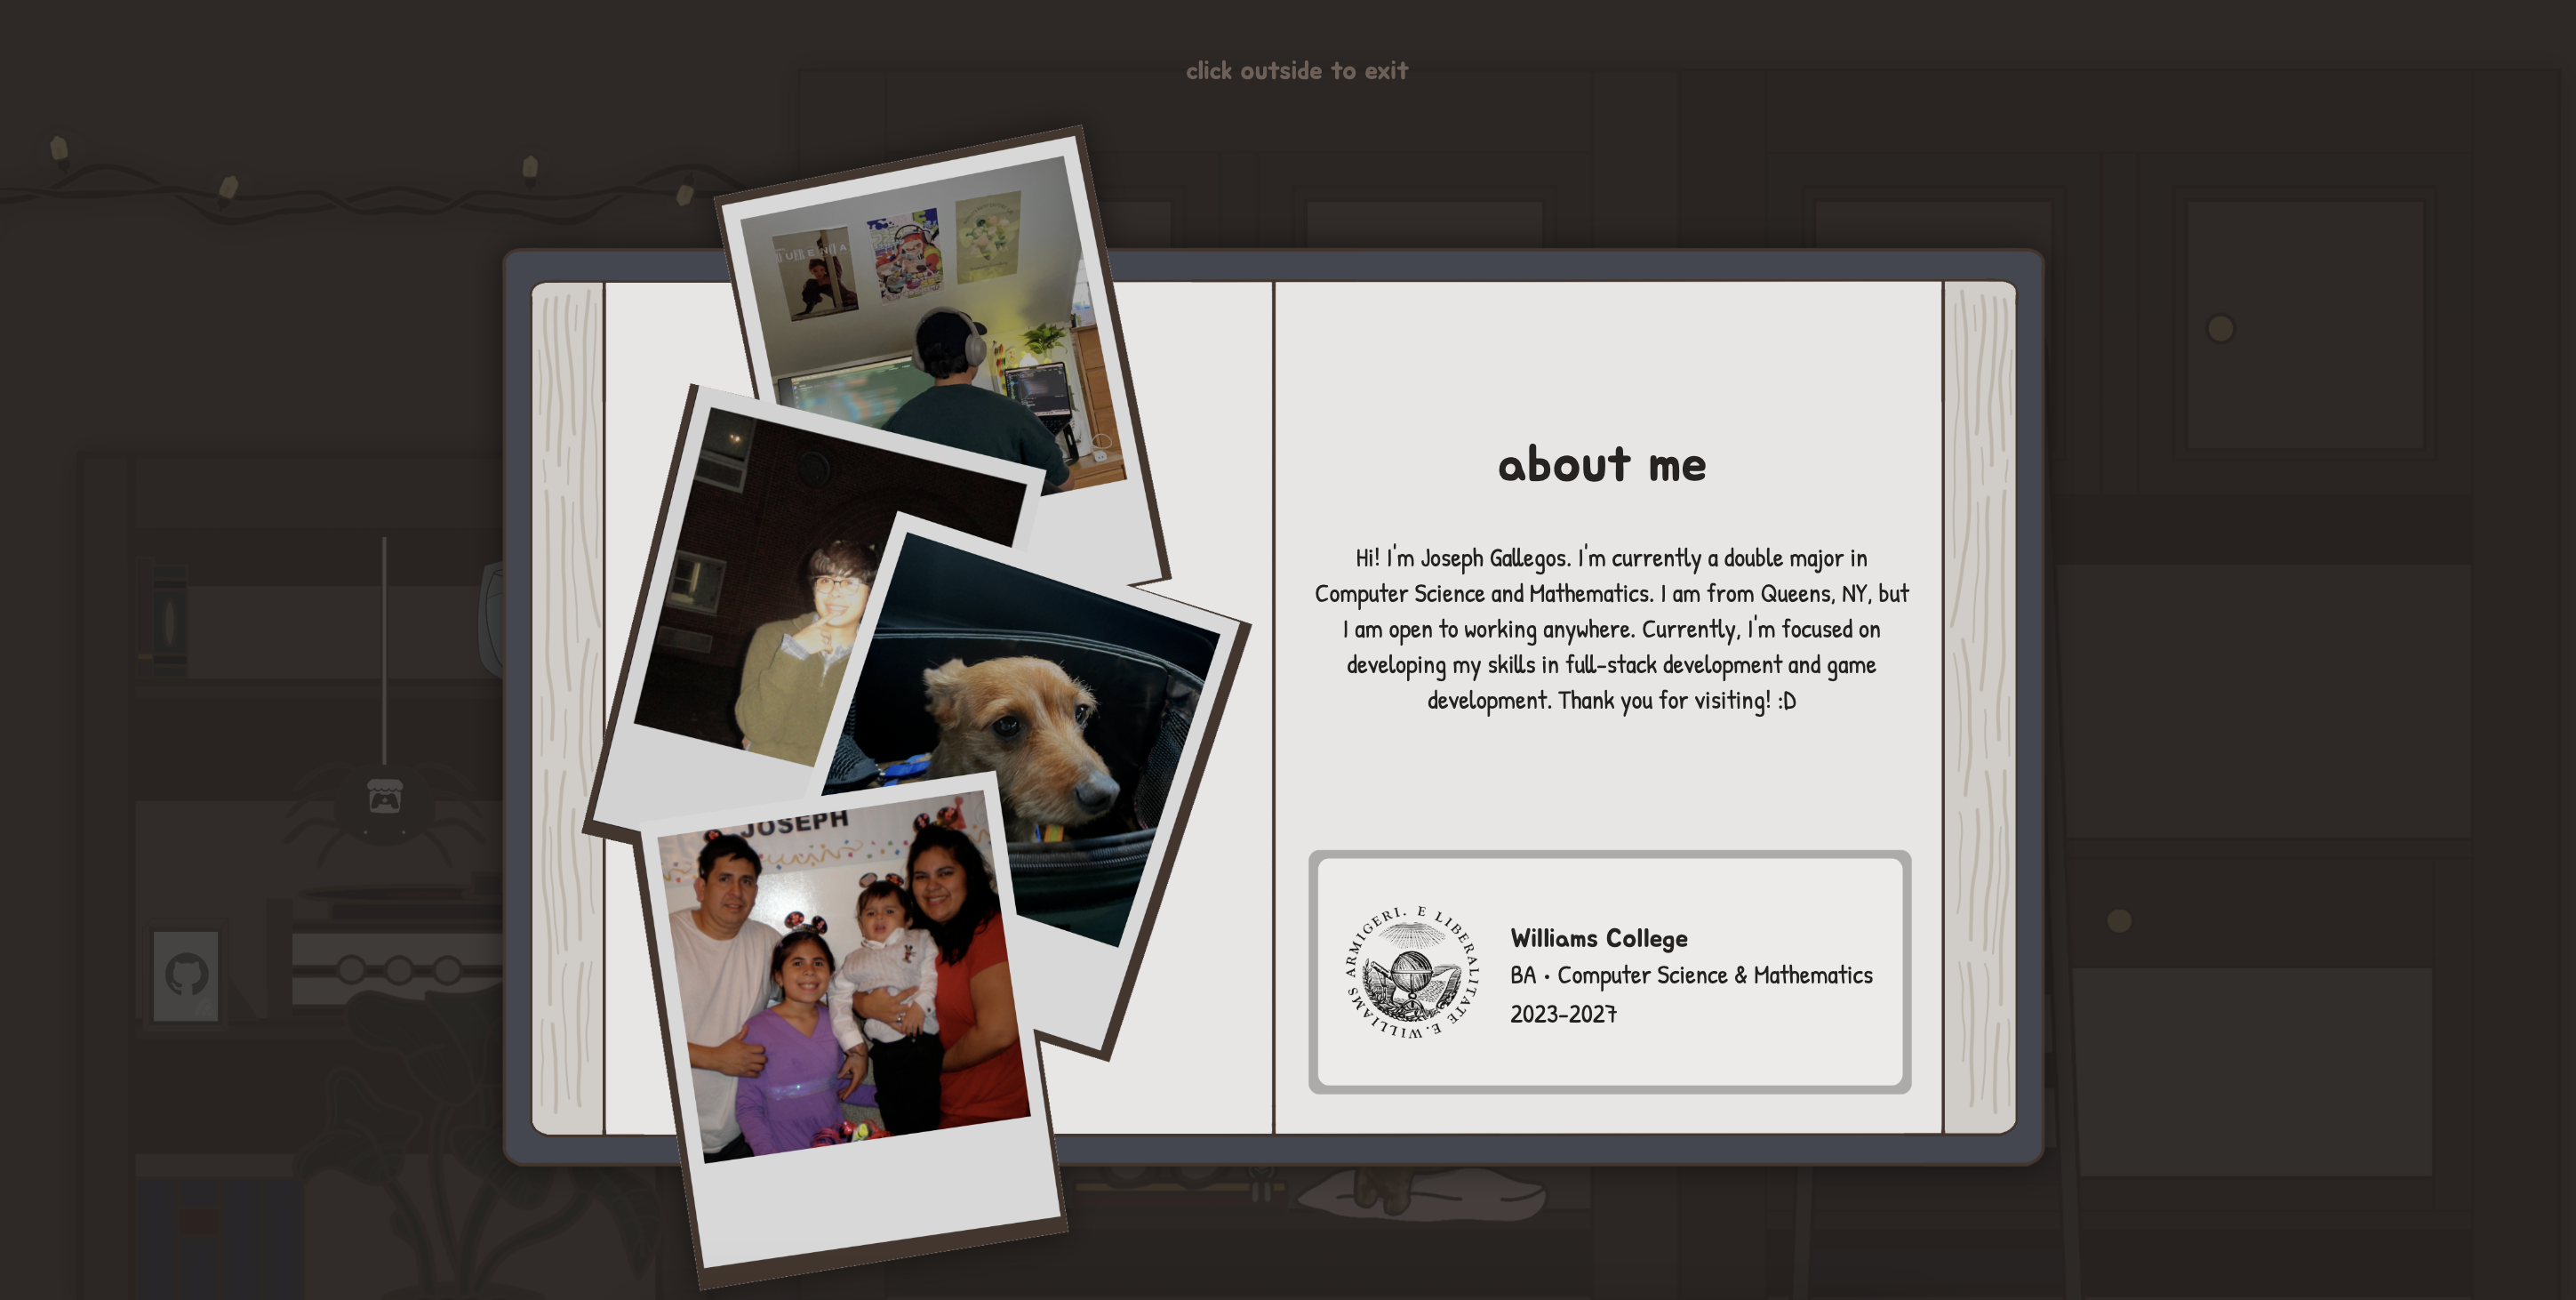 click outside to exit
JOSEPH
about me
Hi! I'm Joseph Gallegos. I'm currently a double major in
Computer Science and Mathematics. I am from Queens, NY, but
I am open to working anywhere. Currently, I'm focused on
developing my skills in full-stack development and game
development. Thank you for visiting! :D
E LIBERALITATE E. WILLIAMS ARMIGERI.
Williams College
BA • Computer Science & Mathematics
2023-2027